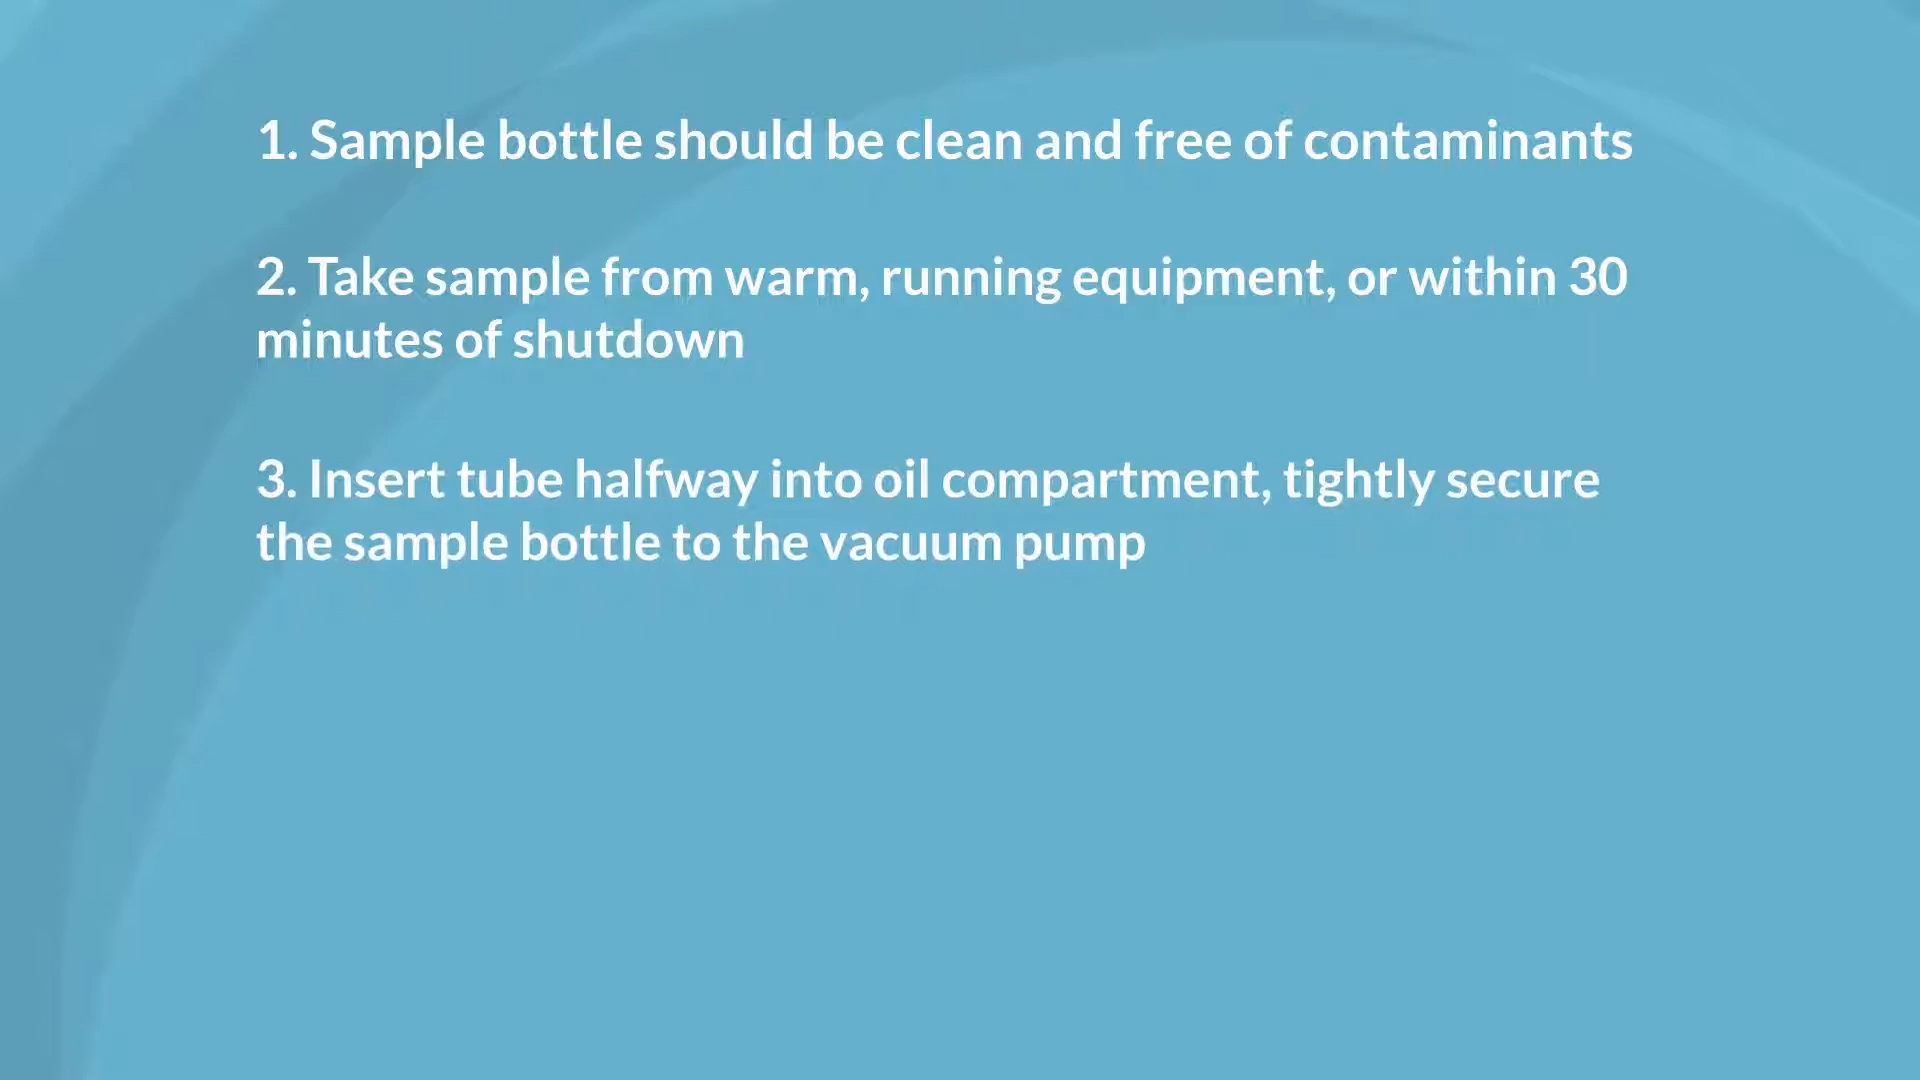 1. Sample bottle should be clean and free of contaminants
2. Take sample from warm, running equipment, or within 30
minutes of shutdown
3. Insert tube halfway into oil compartment, tightly secure
the sample bottle to the vacuum pump